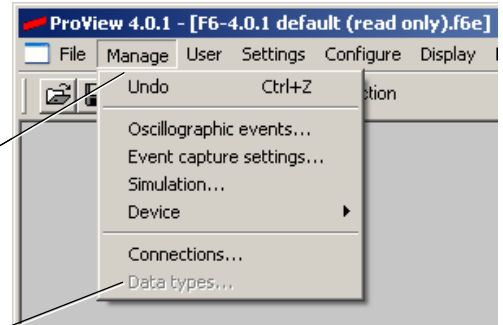 ProView 4.0.1 - [F6-4.0.1 default (read only).f6e]
File Manage User Settings Configure Display
Undo Ctrl+Z
Oscillographic events...
Event capture settings...
Simulation...
Device
Connections...
Data types...